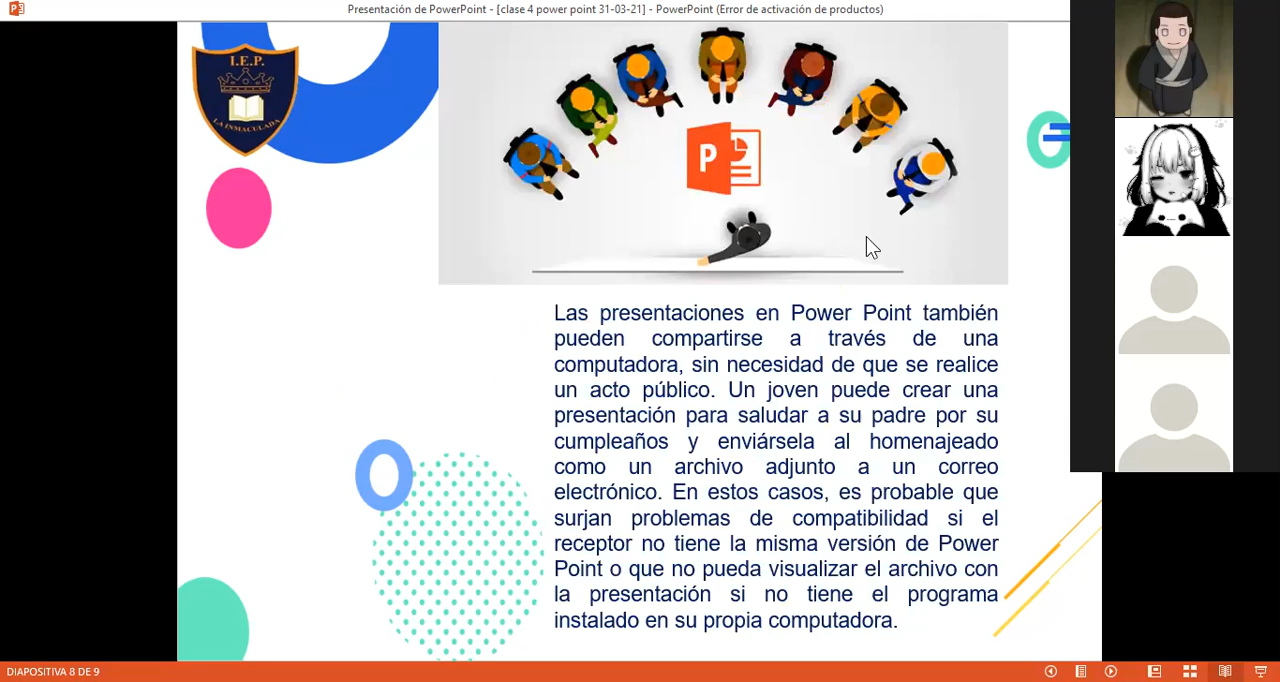 Presentación de PowerPoint - [clase 4 power point 31-03-21] - PowerPoint (Error de activación de productos)
I.E.P.
LA INMACULADA
P
Las presentaciones en Power Point también
pueden compartirse a través de una
computadora, sin necesidad de que se realice
un acto público. Un joven puede crear una
presentación para saludar a su padre por su
cumpleaños y enviársela al homenajeado
como un archivo adjunto a un correo
electrónico. En estos casos, es probable que
surjan problemas de compatibilidad si el
receptor no tiene la misma versión de Power
Point o que no pueda visualizar el archivo con
la presentación si no tiene el programa
instalado en su propia computadora.
DIAPOSITIVA 8 DE 9